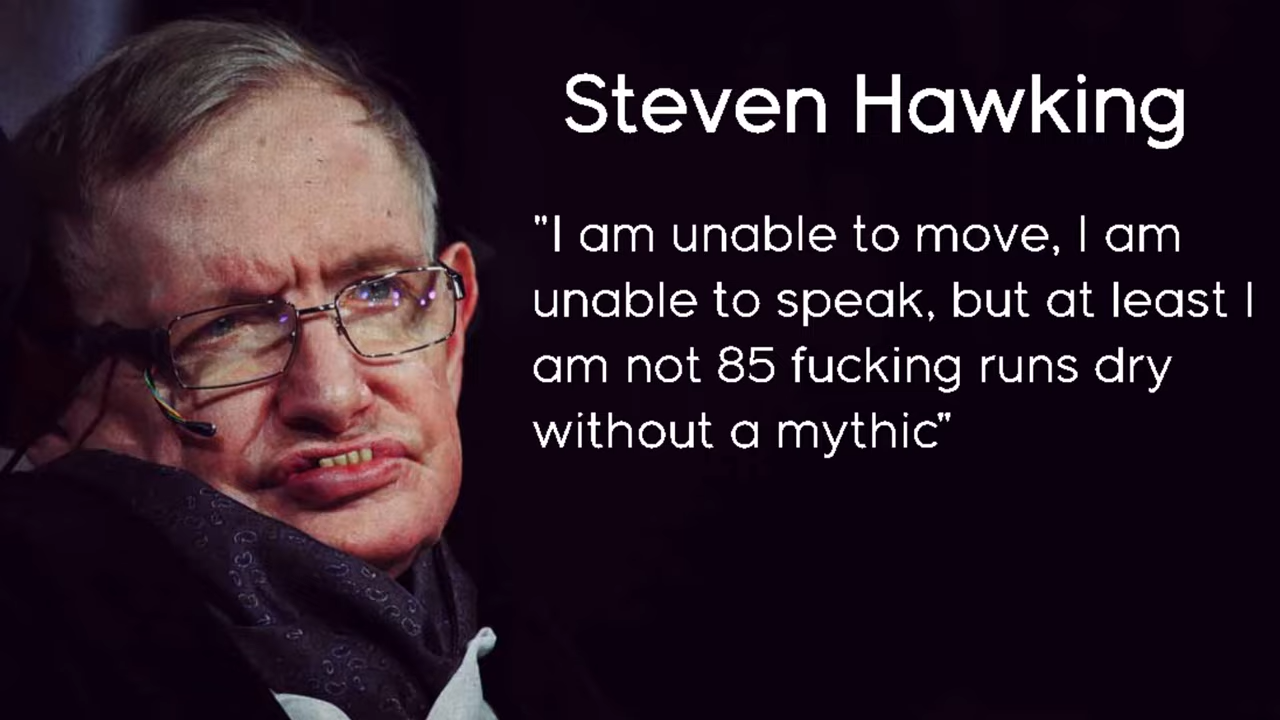 Steven Hawking
"I am unable to move, I am
unable to speak, but at least I
am not 85 fucking runs dry
without a mythic"